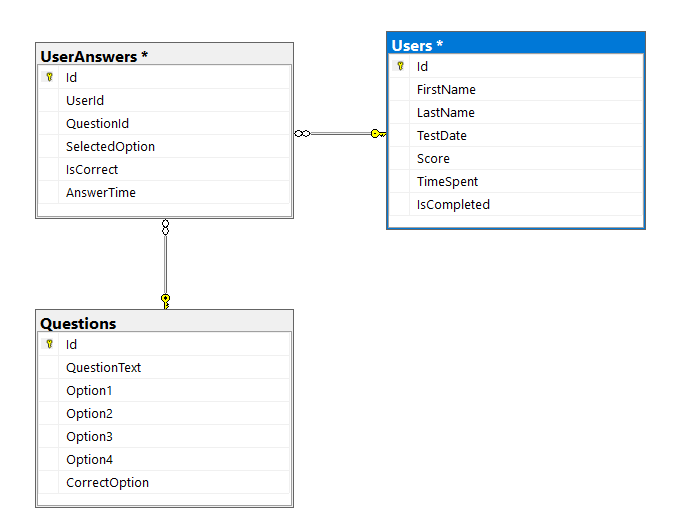 UserAnswers *
Id
UserId
QuestionId
SelectedOption
IsCorrect
AnswerTime
Users *
Id
FirstName
LastName
TestDate
Score
TimeSpent
IsCompleted
Questions
Id
QuestionText
Option1
Option2
Option3
Option4
CorrectOption